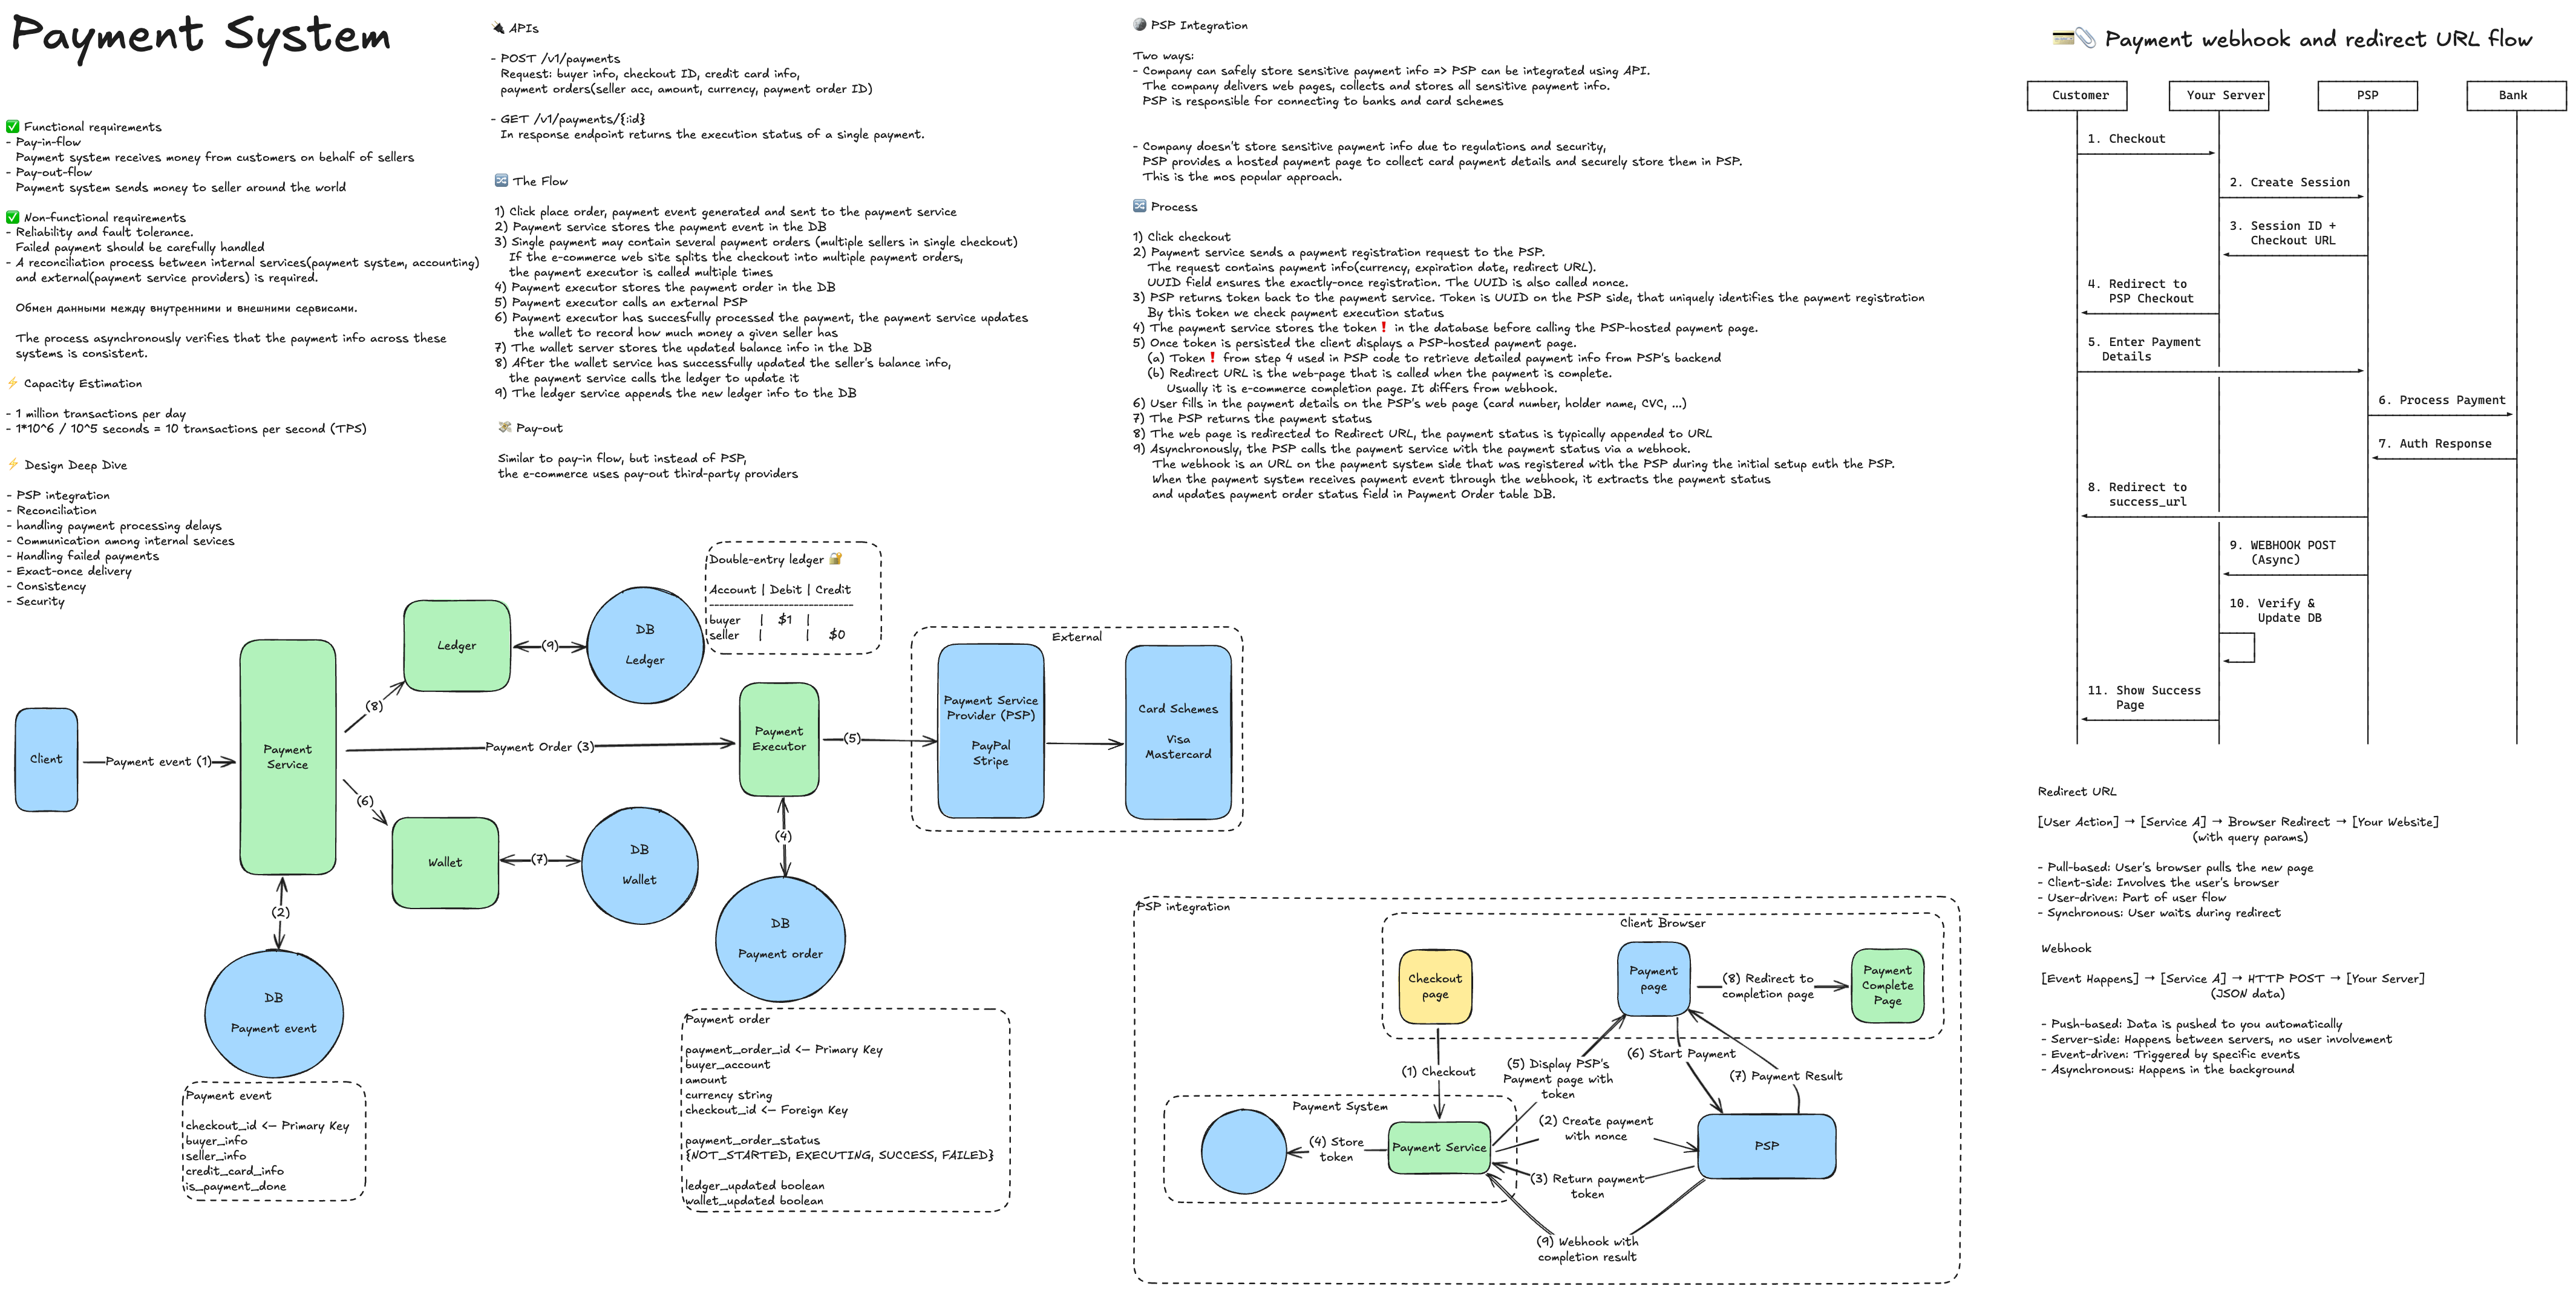 Payment System
✅ Functional requirements
- Pay-in-flow
Payment system receives money from customers on behalf of sellers
- Pay-out-flow
Payment system sends money to seller around the world
✅ Non-functional requirements
- Reliability and fault tolerance.
Failed payment should be carefully handled
- A reconciliation process between internal services(payment system, accounting)
and external(payment service providers) is required.
Обмен данными между внутренними и внешними сервисами.
The process asynchronously verifies that the payment info across these
systems is consistent.
⚡ Capacity Estimation
- 1 million transactions per day
- 1*10^6 / 10^5 seconds = 10 transactions per second (TPS)
⚡ Design Deep Dive
- PSP integration
- Reconciliation
- handling payment processing delays
- Communication among internal sevices
- Handling failed payments
- Exact-once delivery
- Consistency
- Security
🔌 APIs
- POST /v1/payments
Request: buyer info, checkout ID, credit card info,
payment orders(seller acc, amount, currency, payment order ID)
- GET /v1/payments/{:id}
In response endpoint returns the execution status of a single payment.
🔀 The Flow
1) Click place order, payment event generated and sent to the payment service
2) Payment service stores the payment event in the DB
3) Single payment may contain several payment orders (multiple sellers in single checkout)
If the e-commerce web site splits the checkout into multiple payment orders,
the payment executor is called multiple times
4) Payment executor stores the payment order in the DB
5) Payment executor calls an external PSP
6) Payment executor has succesfully processed the payment, the payment service updates
the wallet to record how much money a given seller has
7) The wallet server stores the updated balance info in the DB
8) After the wallet service has successfully updated the seller's balance info,
the payment service calls the ledger to update it
9) The ledger service appends the new ledger info to the DB
💸 Pay-out
Similar to pay-in flow, but instead of PSP,
the e-commerce uses pay-out third-party providers
PSP Integration
Two ways:
- Company can safely store sensitive payment info => PSP can be integrated using API.
The company delivers web pages, collects and stores all sensitive payment info.
PSP is responsible for connecting to banks and card schemes
- Company doesn't store sensitive payment info due to regulations and security,
PSP provides a hosted payment page to collect card payment details and securely store them in PSP.
This is the mos popular approach.
🔀 Process
1) Click checkout
2) Payment service sends a payment registration request to the PSP.
The request contains payment info(currency, expiration date, redirect URL).
UUID field ensures the exactly-once registration. The UUID is also called nonce.
3) PSP returns token back to the payment service. Token is UUID on the PSP side, that uniquely identifies the payment registration
By this token we check payment execution status
4) The payment service stores the token❗ in the database before calling the PSP-hosted payment page.
5) Once token is persisted the client displays a PSP-hosted payment page.
(a) Token❗ from step 4 used in PSP code to retrieve detailed payment info from PSP's backend
(b) Redirect URL is the web-page that is called when the payment is complete.
Usually it is e-commerce completion page. It differs from webhook.
6) User fills in the payment details on the PSP's web page (card number, holder name, CVC, ...)
7) The PSP returns the payment status
8) The web page is redirected to Redirect URL, the payment status is typically appended to URL
9) Asynchronously, the PSP calls the payment service with the payment status via a webhook.
The webhook is an URL on the payment system side that was registered with the PSP during the initial setup euth the PSP.
When the payment system receives payment event through the webhook, it extracts the payment status
and updates payment order status field in Payment Order table DB.
💳📎 Payment webhook and redirect URL flow
Customer
Your Server
PSP
Bank
1. Checkout
2. Create Session
3. Session ID +
Checkout URL
4. Redirect to
PSP Checkout
5. Enter Payment
Details
6. Process Payment
7. Auth Response
8. Redirect to
success_url
9. WEBHOOK POST
(Async)
10. Verify &
Update DB
11. Show Success
Page
Redirect URL
[User Action] → [Service A] → Browser Redirect → [Your Website]
(with query params)
- Pull-based: User's browser pulls the new page
- Client-side: Involves the user's browser
- User-driven: Part of user flow
- Synchronous: User waits during redirect
Webhook
[Event Happens] → [Service A] → HTTP POST → [Your Server]
(JSON data)
- Push-based: Data is pushed to you automatically
- Server-side: Happens between servers, no user involvement
- Event-driven: Triggered by specific events
- Asynchronous: Happens in the background
Client
Payment event (1)
Payment
Service
(8)
Ledger
(9)
DB
Ledger
Double-entry ledger 🔐
Account | Debit | Credit
-----------------------------
buyer | $1 |
seller | | $0
Payment Order (3)
Payment
Executor
(5)
External
Payment Service
Provider (PSP)
PayPal
Stripe
Card Schemes
Visa
Mastercard
(6)
Wallet
(7)
DB
Wallet
(4)
DB
Payment order
(2)
DB
Payment event
Payment event
checkout_id <- Primary Key
buyer_info
seller_info
credit_card_info
is_payment_done
Payment order
payment_order_id <- Primary Key
buyer_account
amount
currency string
checkout_id <- Foreign Key
payment_order_status
{NOT_STARTED, EXECUTING, SUCCESS, FAILED}
ledger_updated boolean
wallet_updated boolean
PSP integration
Client Browser
Checkout
page
Payment
page
(8) Redirect to
completion page
Payment
Complete
Page
(1) Checkout
(5) Display PSP's
Payment page with
token
(6) Start Payment
(7) Payment Result
Payment System
(4) Store
token
Payment Service
(2) Create payment
with nonce
PSP
(3) Return payment
token
(9) Webhook with
completion result